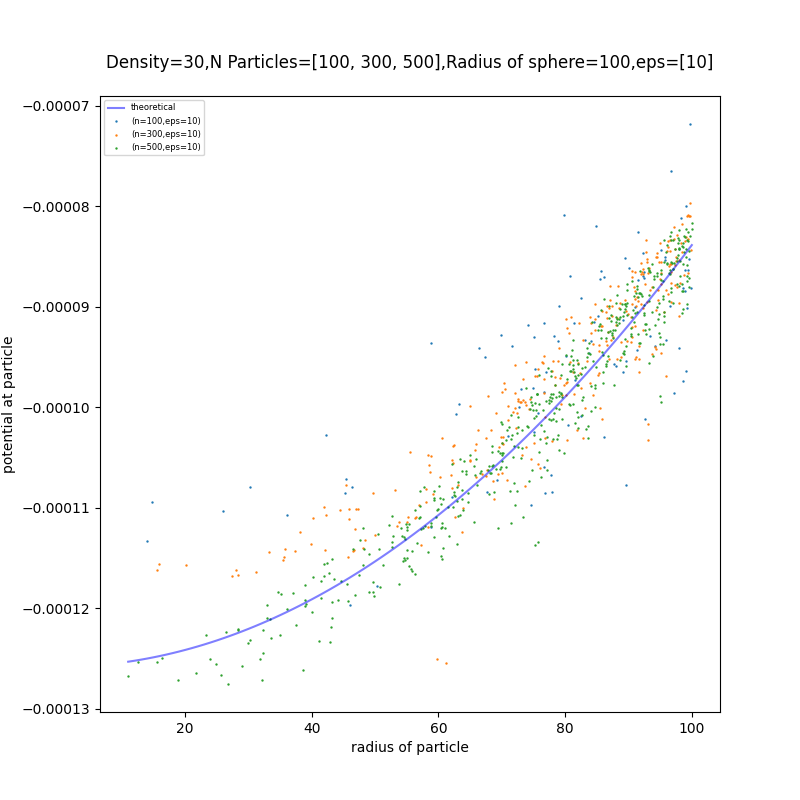 Density=30,N Particles=[100, 300, 500],Radius of sphere=100,eps=[10]
theoretical
(n=100,eps=10)
(n=300,eps=10)
(n=500,eps=10)
−0.00007
−0.00008
−0.00009
−0.00010
−0.00011
−0.00012
−0.00013
potential at particle
20 40 60 80 100
radius of particle